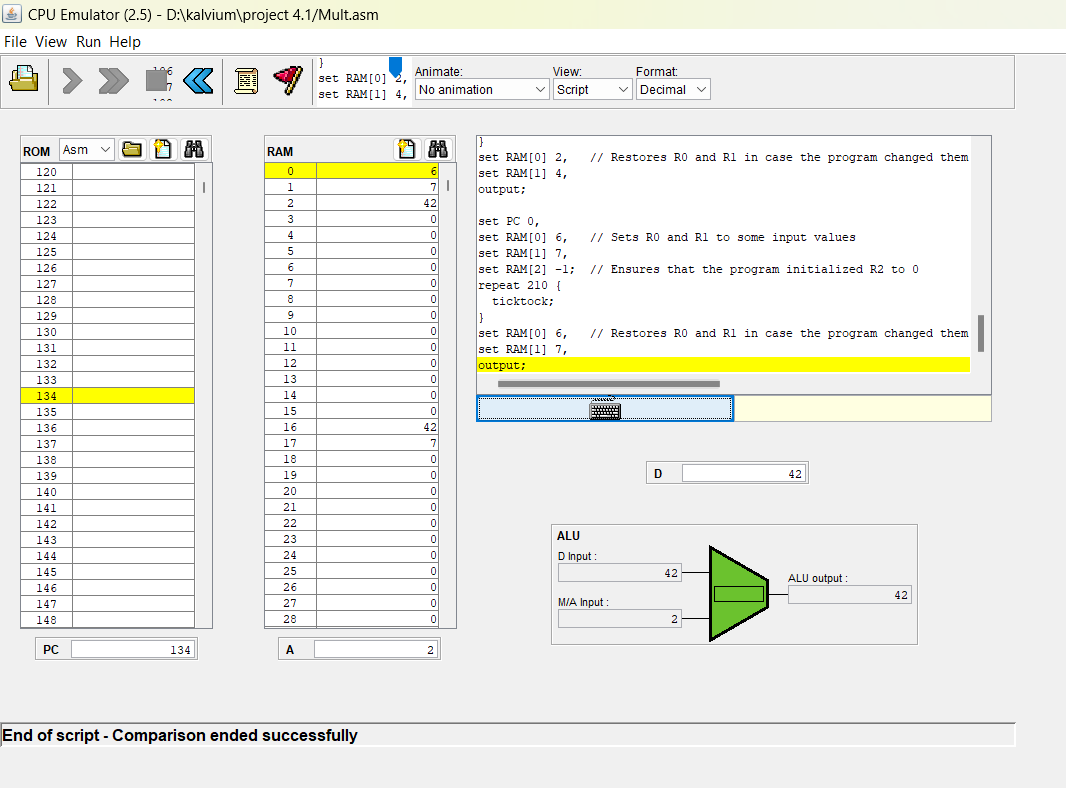 CPU Emulator (2.5) - D:\kalvium\project 4.1/Mult.asm
File View Run Help
}
set RAM[0] 2,
set RAM[1] 4,
Animate:
No animation
View:
Script
Format:
Decimal
ROM Asm
120
121
122
123
124
125
126
127
128
129
130
131
132
133
134
135
136
137
138
139
140
141
142
143
144
145
146
147
148
PC 134
RAM
0 6
1 7
2 42
3 0
4 0
5 0
6 0
7 0
8 0
9 0
10 0
11 0
12 0
13 0
14 0
15 0
16 42
17 7
18 0
19 0
20 0
21 0
22 0
23 0
24 0
25 0
26 0
27 0
28 0
A 2
}
set RAM[0] 2,   // Restores R0 and R1 in case the program changed them
set RAM[1] 4,
output;
set PC 0,
set RAM[0] 6,   // Sets R0 and R1 to some input values
set RAM[1] 7,
set RAM[2] -1;  // Ensures that the program initialized R2 to 0
repeat 210 {
  ticktock;
}
set RAM[0] 6,   // Restores R0 and R1 in case the program changed them
set RAM[1] 7,
output;
D 42
ALU
D Input :
42
M/A Input :
2
ALU output :
42
End of script - Comparison ended successfully